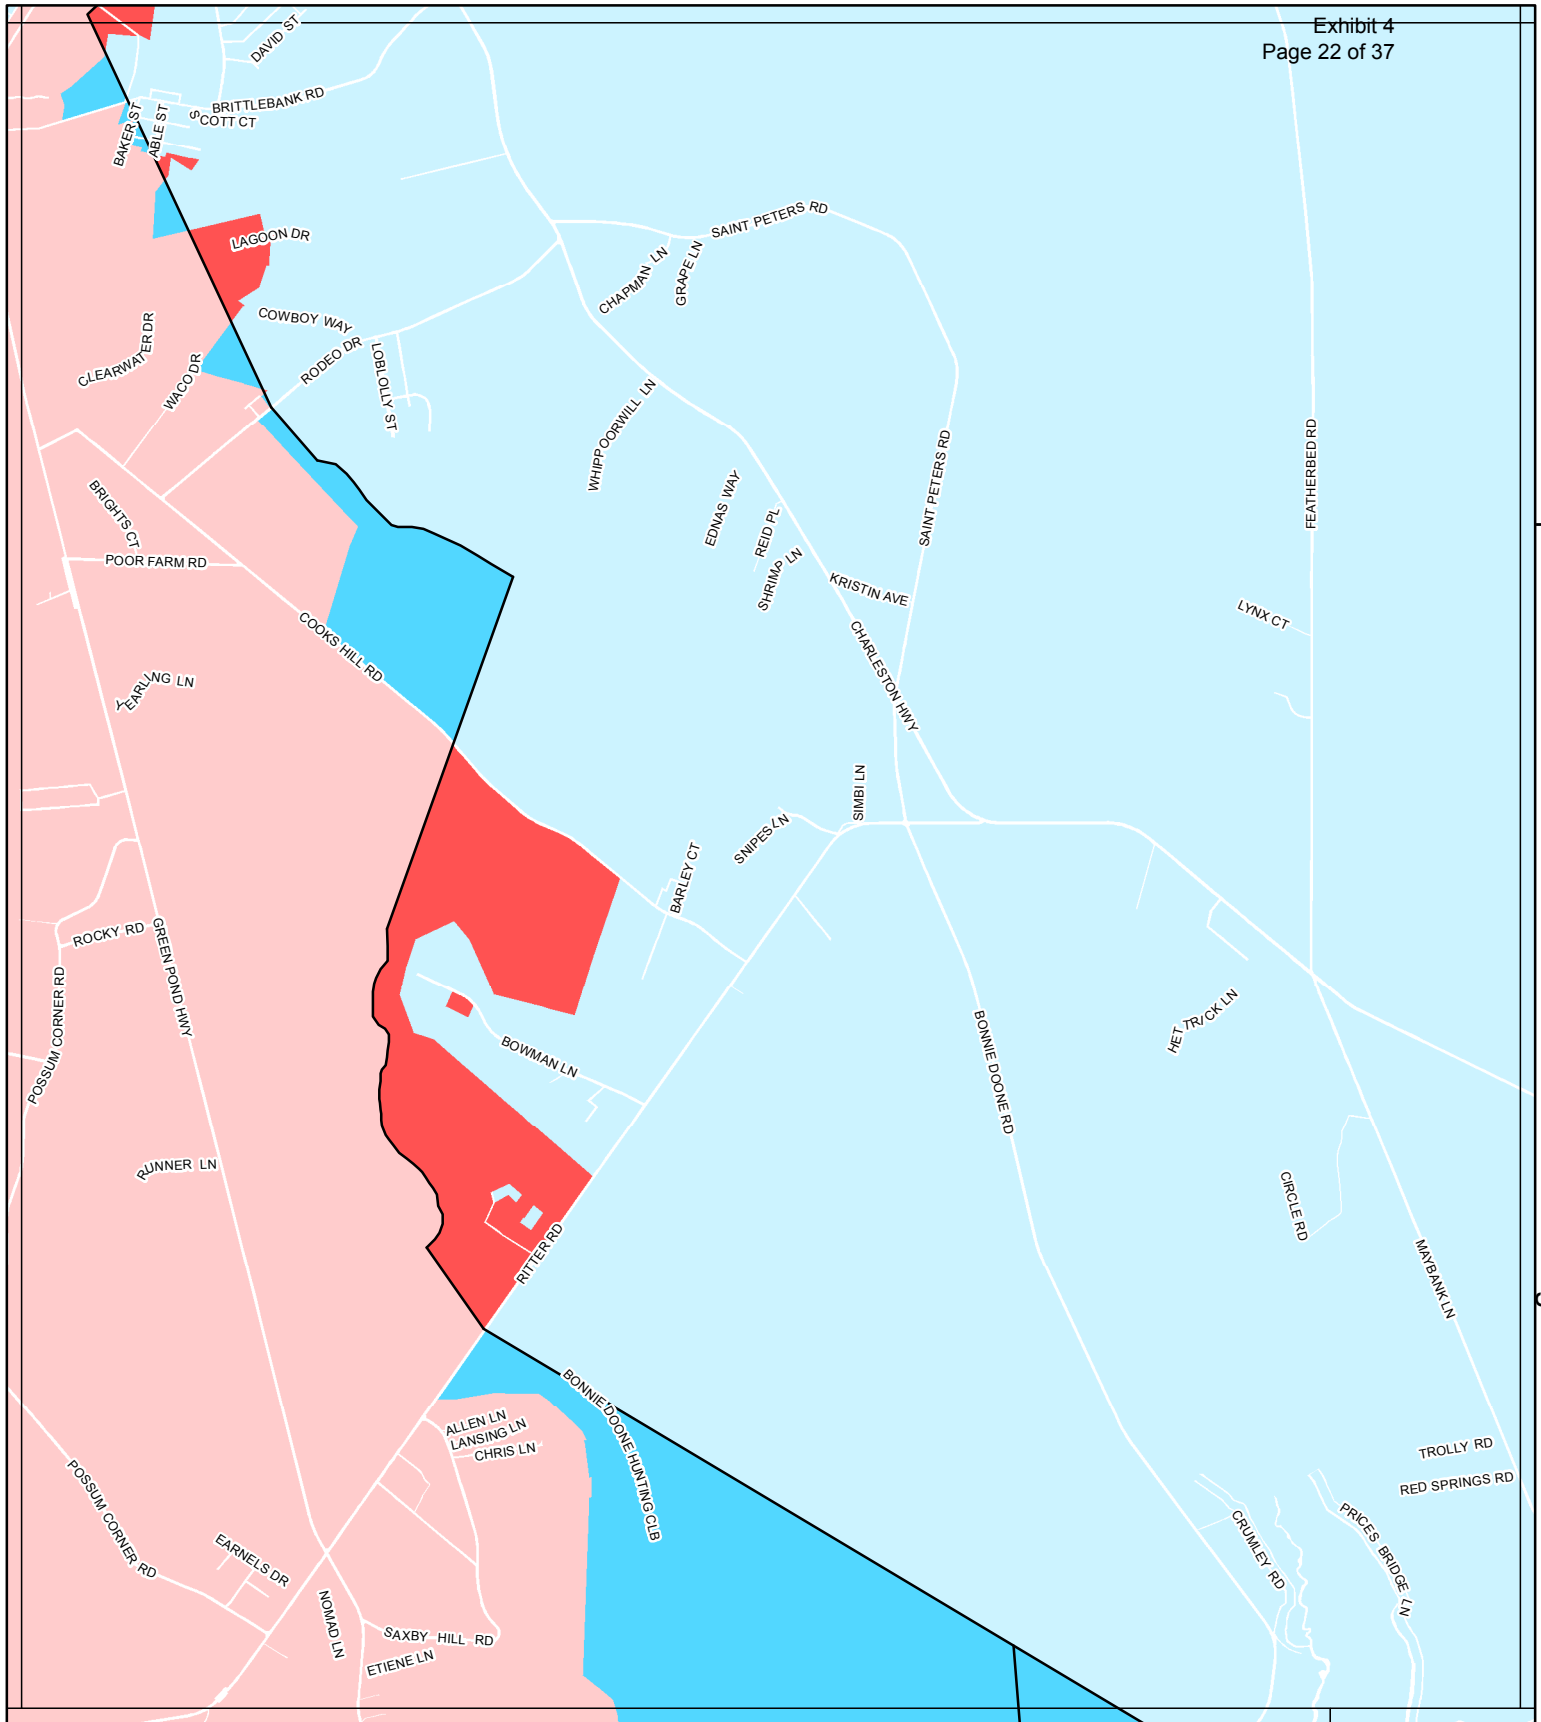 Exhibit 4
Page 22 of 37
DAVID ST
BRITTLEBANK RD
SCOTT CT
BAKER ST
ABLE ST
SAINT PETERS RD
LAGOON DR
CHAPMAN LN
GRAPE LN
COWBOY WAY
CLEARWATER DR
RODEO DR
WACO DR
LOBLOLLY ST
WHIPPOORWILL LN
SAINT PETERS RD
FEATHERBED RD
EDNAS WAY
BRIGHTS CT
REID PL
POOR FARM RD
SHRIMP LN
KRISTIN AVE
LYNX CT
COOKS HILL RD
CHARLESTON HWY
YEARLING LN
SIMBI LN
SNIPES LN
BARLEY CT
ROCKY RD
GREEN POND HWY
POSSUM CORNER RD
HET TRICK LN
BONNIE DOONE RD
BOWMAN LN
RUNNER LN
CIRCLE RD
RITTER RD
MAYBANK LN
BONNIE DOONE HUNTING CLB
ALLEN LN
LANSING LN
CHRIS LN
TROLLY RD
RED SPRINGS RD
POSSUM CORNER RD
PRICES BRIDGE LN
CRUMLEY RD
EARNELS DR
NOMAD LN
SAXBY HILL RD
ETIENE LN